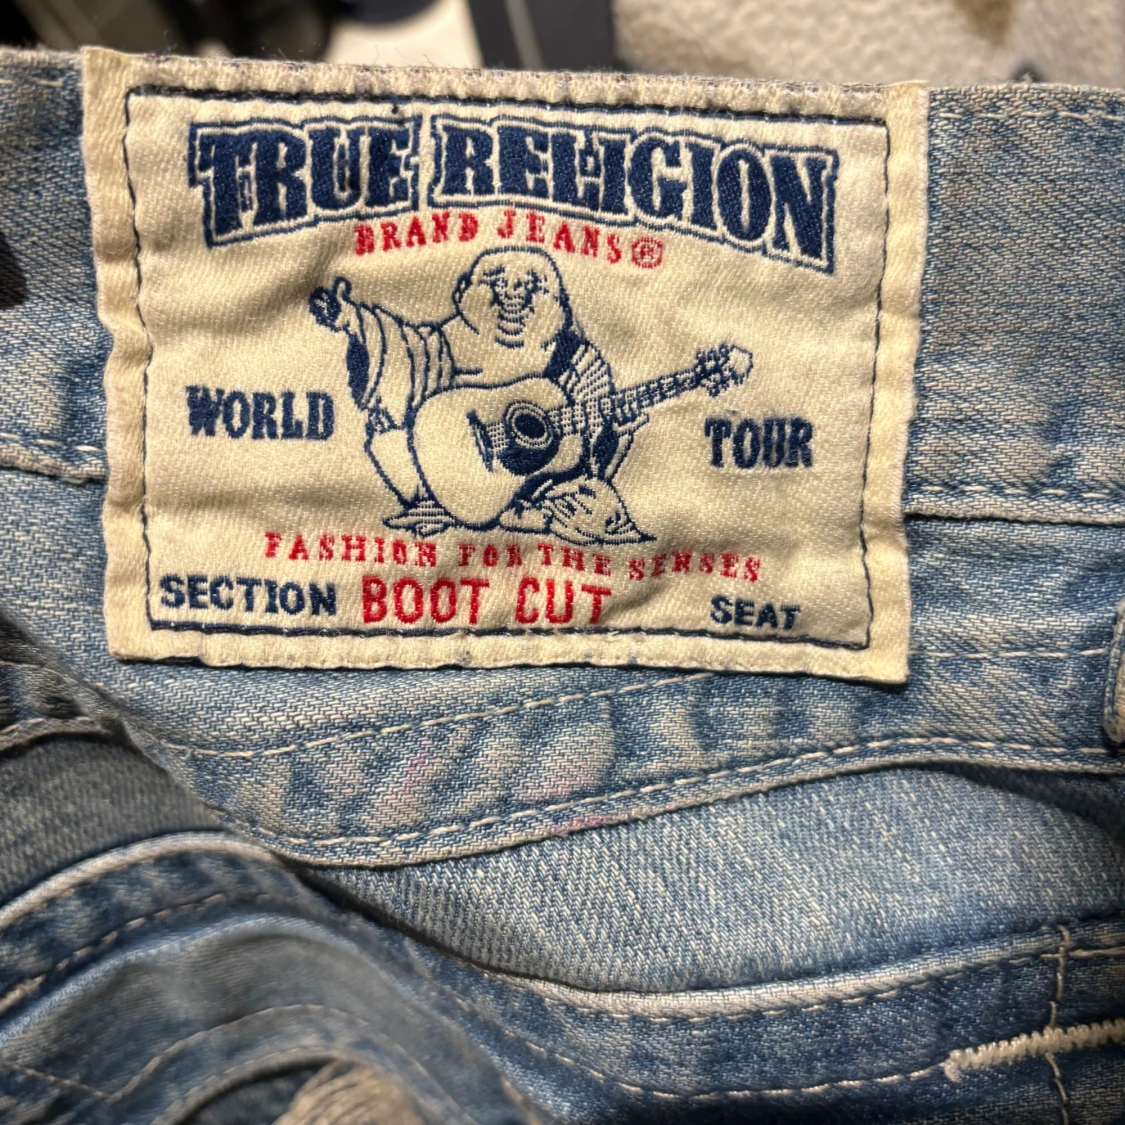 TRUE RELIGION
BRAND JEANS®
WORLD TOUR
FASHION FOR THE SENSES
SECTION BOOT CUT SEAT